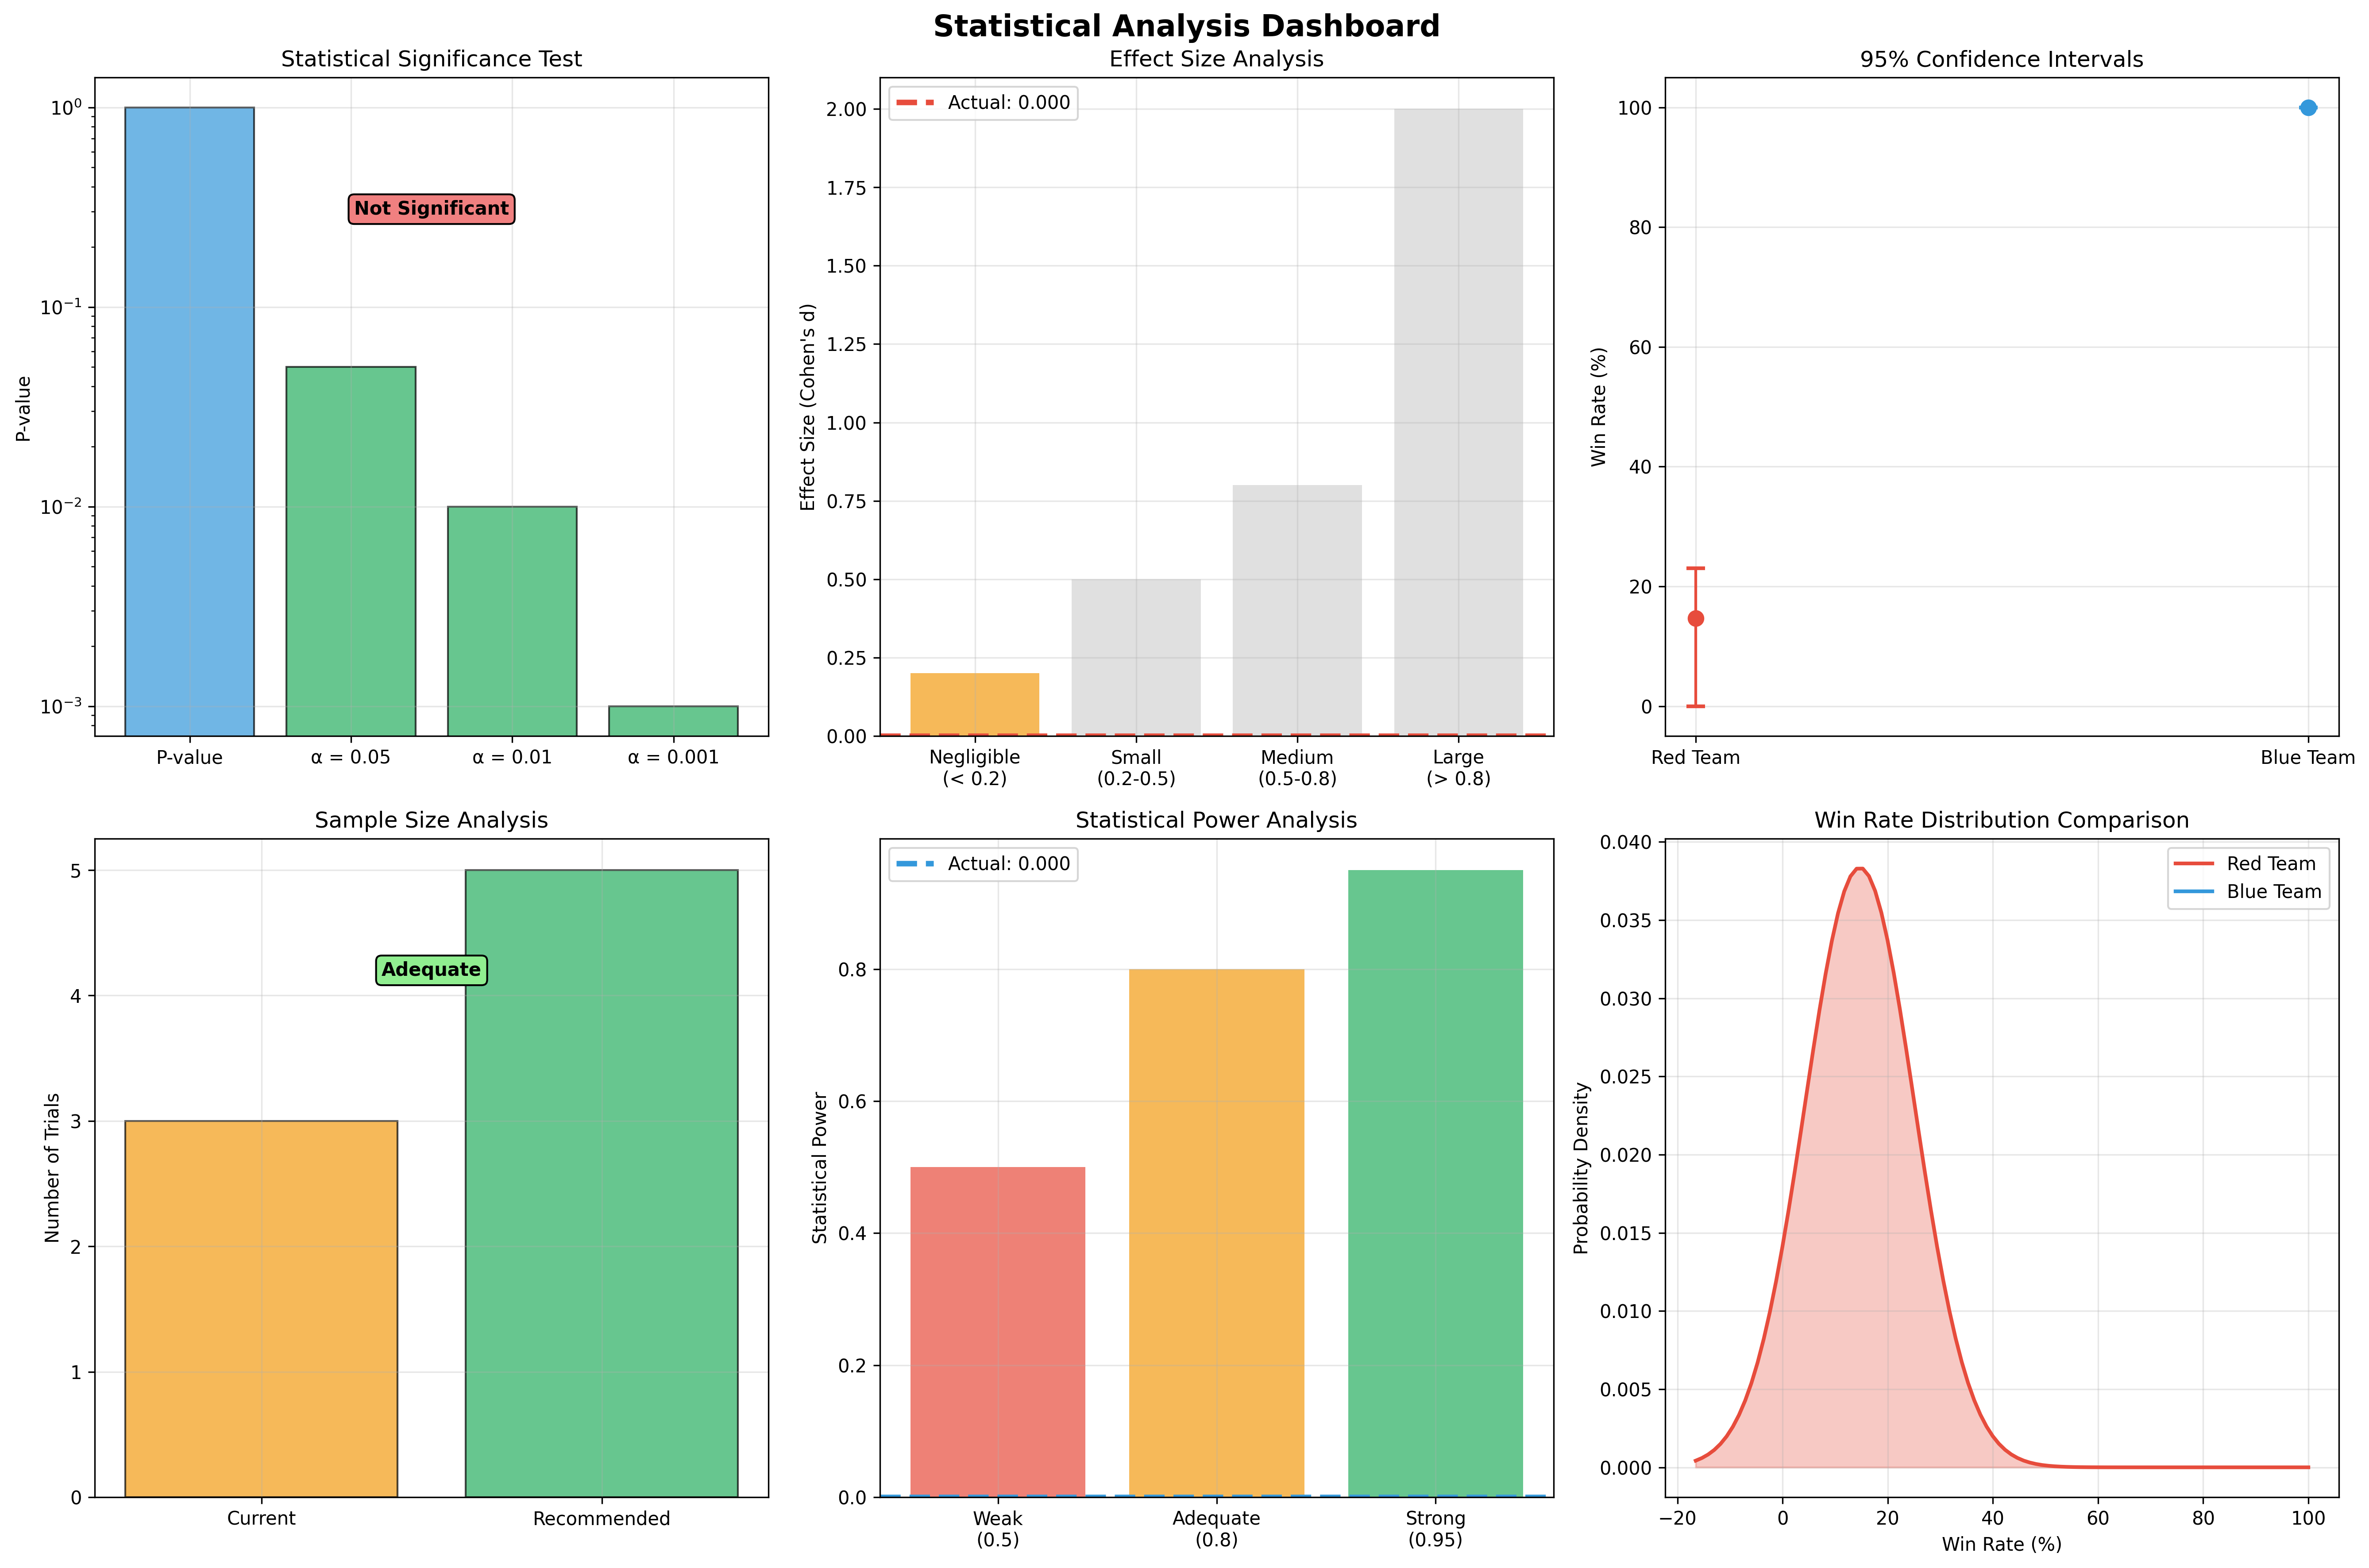 Statistical Analysis Dashboard
Statistical Significance Test
P-value
10⁰
10⁻¹
10⁻²
10⁻³
Not Significant
P-value
α = 0.05
α = 0.01
α = 0.001
Effect Size Analysis
Effect Size (Cohen's d)
Actual: 0.000
2.00
1.75
1.50
1.25
1.00
0.75
0.50
0.25
0.00
Negligible
(< 0.2)
Small
(0.2-0.5)
Medium
(0.5-0.8)
Large
(> 0.8)
95% Confidence Intervals
Win Rate (%)
100
80
60
40
20
0
Red Team
Blue Team
Sample Size Analysis
Number of Trials
5
4
3
2
1
0
Adequate
Current
Recommended
Statistical Power Analysis
Statistical Power
Actual: 0.000
0.8
0.6
0.4
0.2
0.0
Weak
(0.5)
Adequate
(0.8)
Strong
(0.95)
Win Rate Distribution Comparison
Probability Density
Red Team
Blue Team
0.040
0.035
0.030
0.025
0.020
0.015
0.010
0.005
0.000
−20
0
20
40
60
80
100
Win Rate (%)